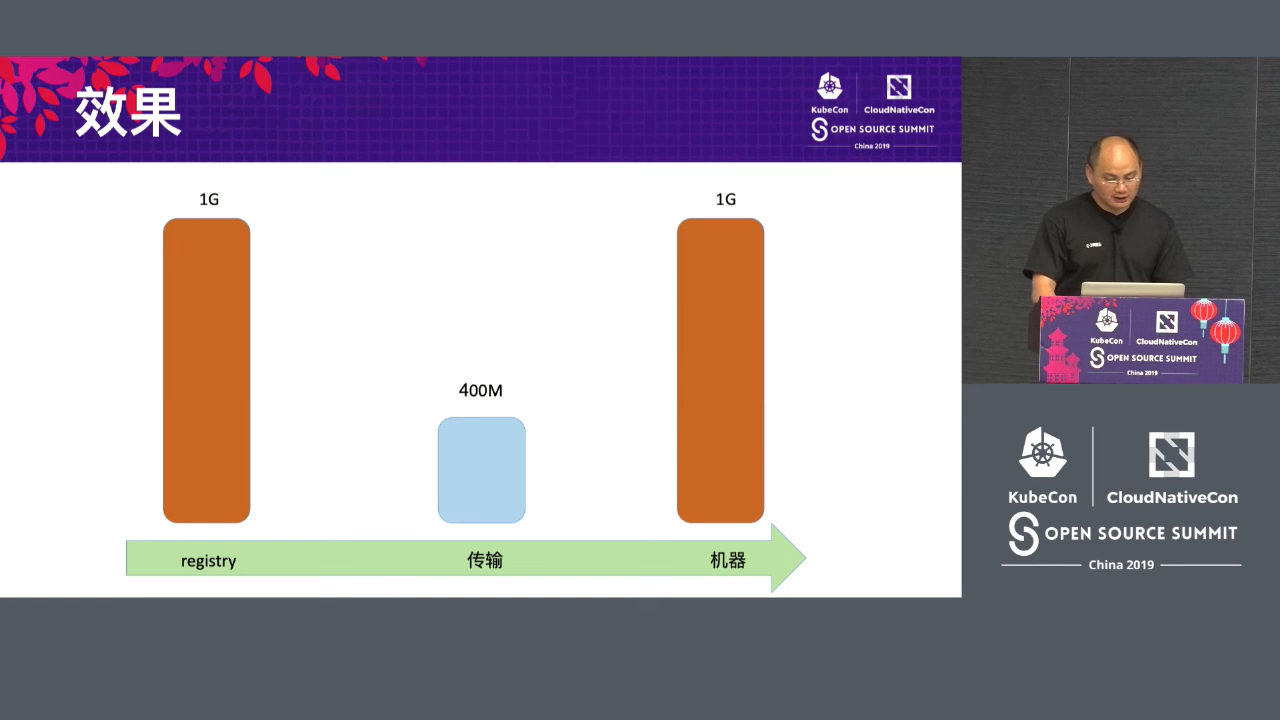 效果
KubeCon
CloudNativeCon
OPEN SOURCE SUMMIT
China 2019
1G
1G
400M
registry
传输
机器
KubeCon
CloudNativeCon
OPEN SOURCE SUMMIT
China 2019
KubeCon
CloudNativeCon
OPEN SOURCE SUMMIT
China 2019